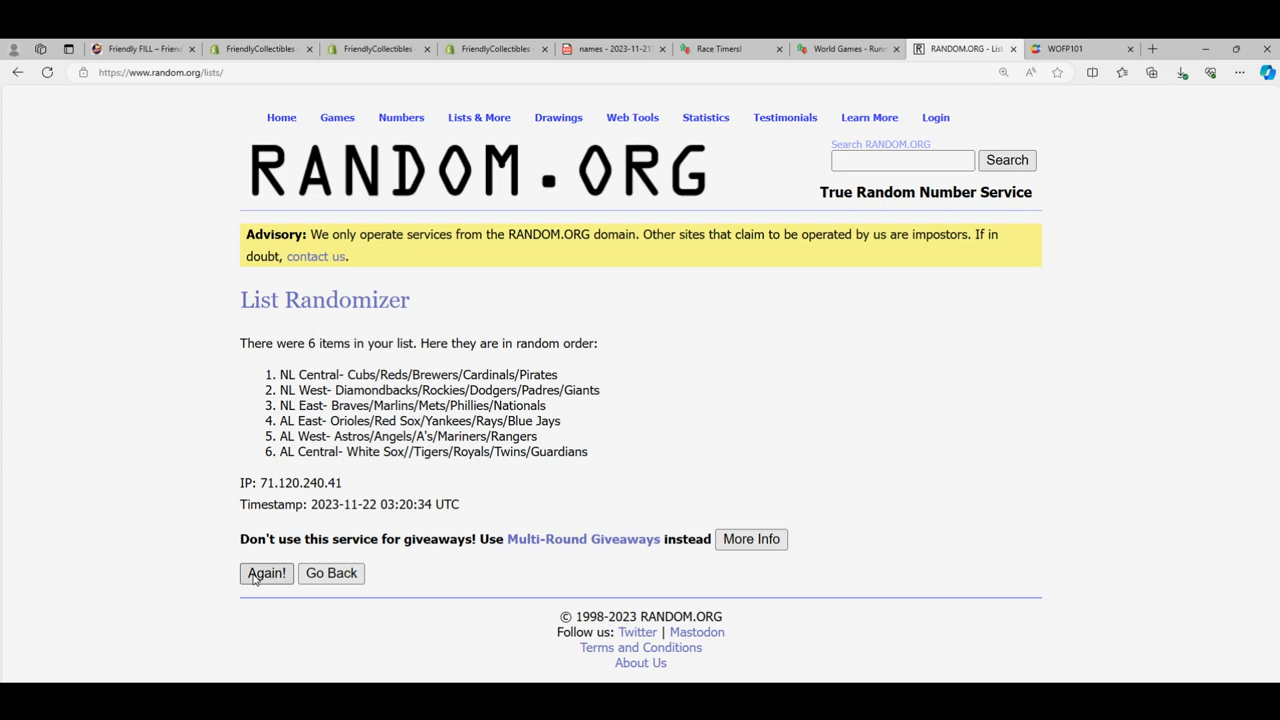 Friendly FILL – Frien
FriendlyCollectibles
FriendlyCollectibles
FriendlyCollectibles
names - 2023-11-21
Race Timers!
World Games - Runn
RANDOM.ORG - List
WOFP101
https://www.random.org/lists/
Home Games Numbers Lists & More Drawings Web Tools Statistics Testimonials Learn More Login
RANDOM.ORG
Search RANDOM.ORG
Search
True Random Number Service
Advisory: We only operate services from the RANDOM.ORG domain. Other sites that claim to be operated by us are impostors. If in
doubt, contact us.
List Randomizer
There were 6 items in your list. Here they are in random order:
1. NL Central- Cubs/Reds/Brewers/Cardinals/Pirates
2. NL West- Diamondbacks/Rockies/Dodgers/Padres/Giants
3. NL East- Braves/Marlins/Mets/Phillies/Nationals
4. AL East- Orioles/Red Sox/Yankees/Rays/Blue Jays
5. AL West- Astros/Angels/A's/Mariners/Rangers
6. AL Central- White Sox//Tigers/Royals/Twins/Guardians
IP: 71.120.240.41
Timestamp: 2023-11-22 03:20:34 UTC
Don't use this service for giveaways! Use Multi-Round Giveaways instead More Info
Again! Go Back
© 1998-2023 RANDOM.ORG
Follow us: Twitter | Mastodon
Terms and Conditions
About Us